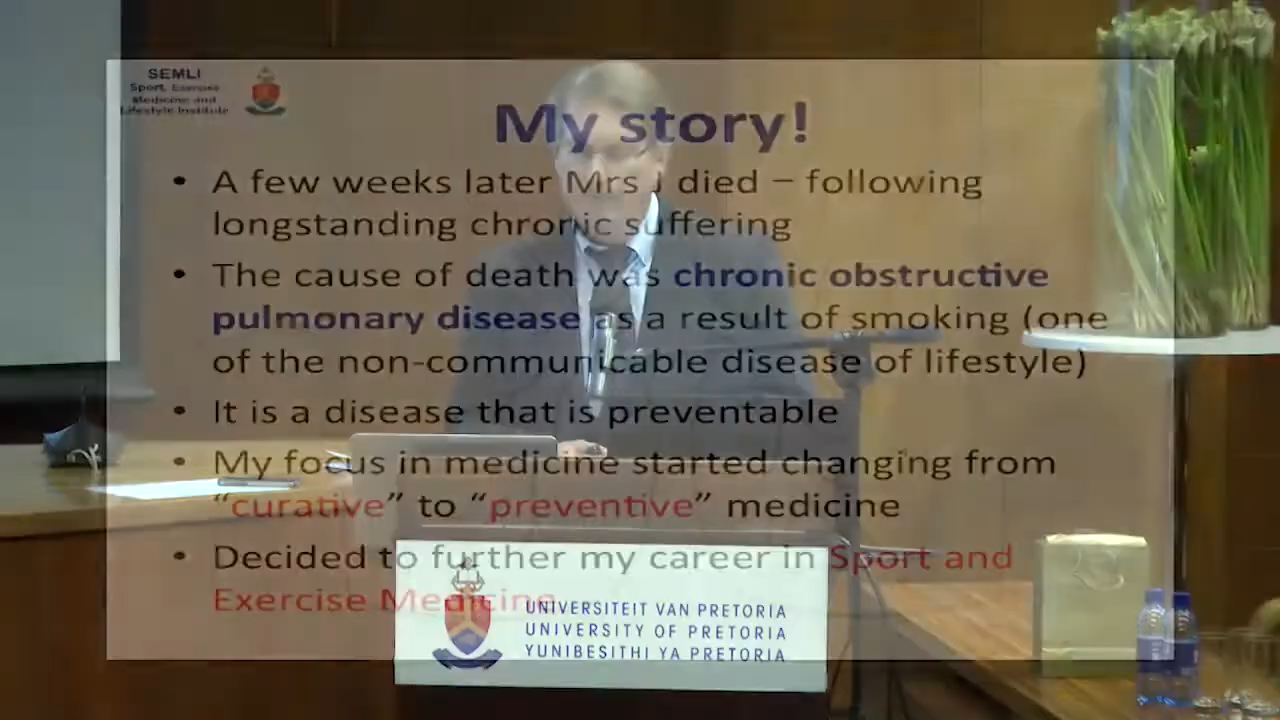 SEMLI
Sport, Exercise
Medicine and
Lifestyle Institute
My story!
• A few weeks later Mrs J died – following
longstanding chronic suffering
• The cause of death was chronic obstructive
pulmonary disease as a result of smoking (one
of the non-communicable disease of lifestyle)
• It is a disease that is preventable
• My focus in medicine started changing from
“curative” to “preventive” medicine
• Decided to further my career in Sport and
Exercise Medicine
UNIVERSITEIT VAN PRETORIA
UNIVERSITY OF PRETORIA
YUNIBESITHI YA PRETORIA